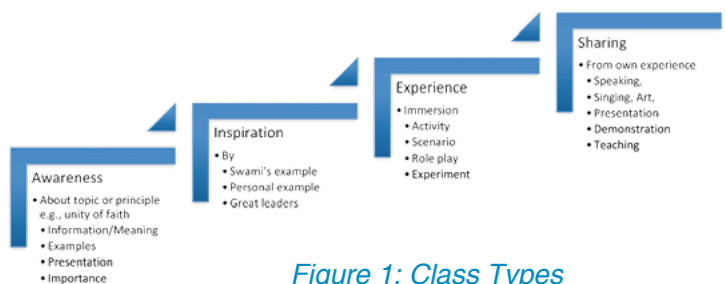 Awareness
• About topic or principle
e.g., unity of faith
• Information/Meaning
• Examples
• Presentation
• Importance
Inspiration
• By
• Swami's example
• Personal example
• Great leaders
Experience
• Immersion
• Activity
• Scenario
• Role play
• Experiment
Sharing
• From own experience
• Speaking,
• Singing, Art,
• Presentation
• Demonstration
• Teaching
Figure 1: Class Types